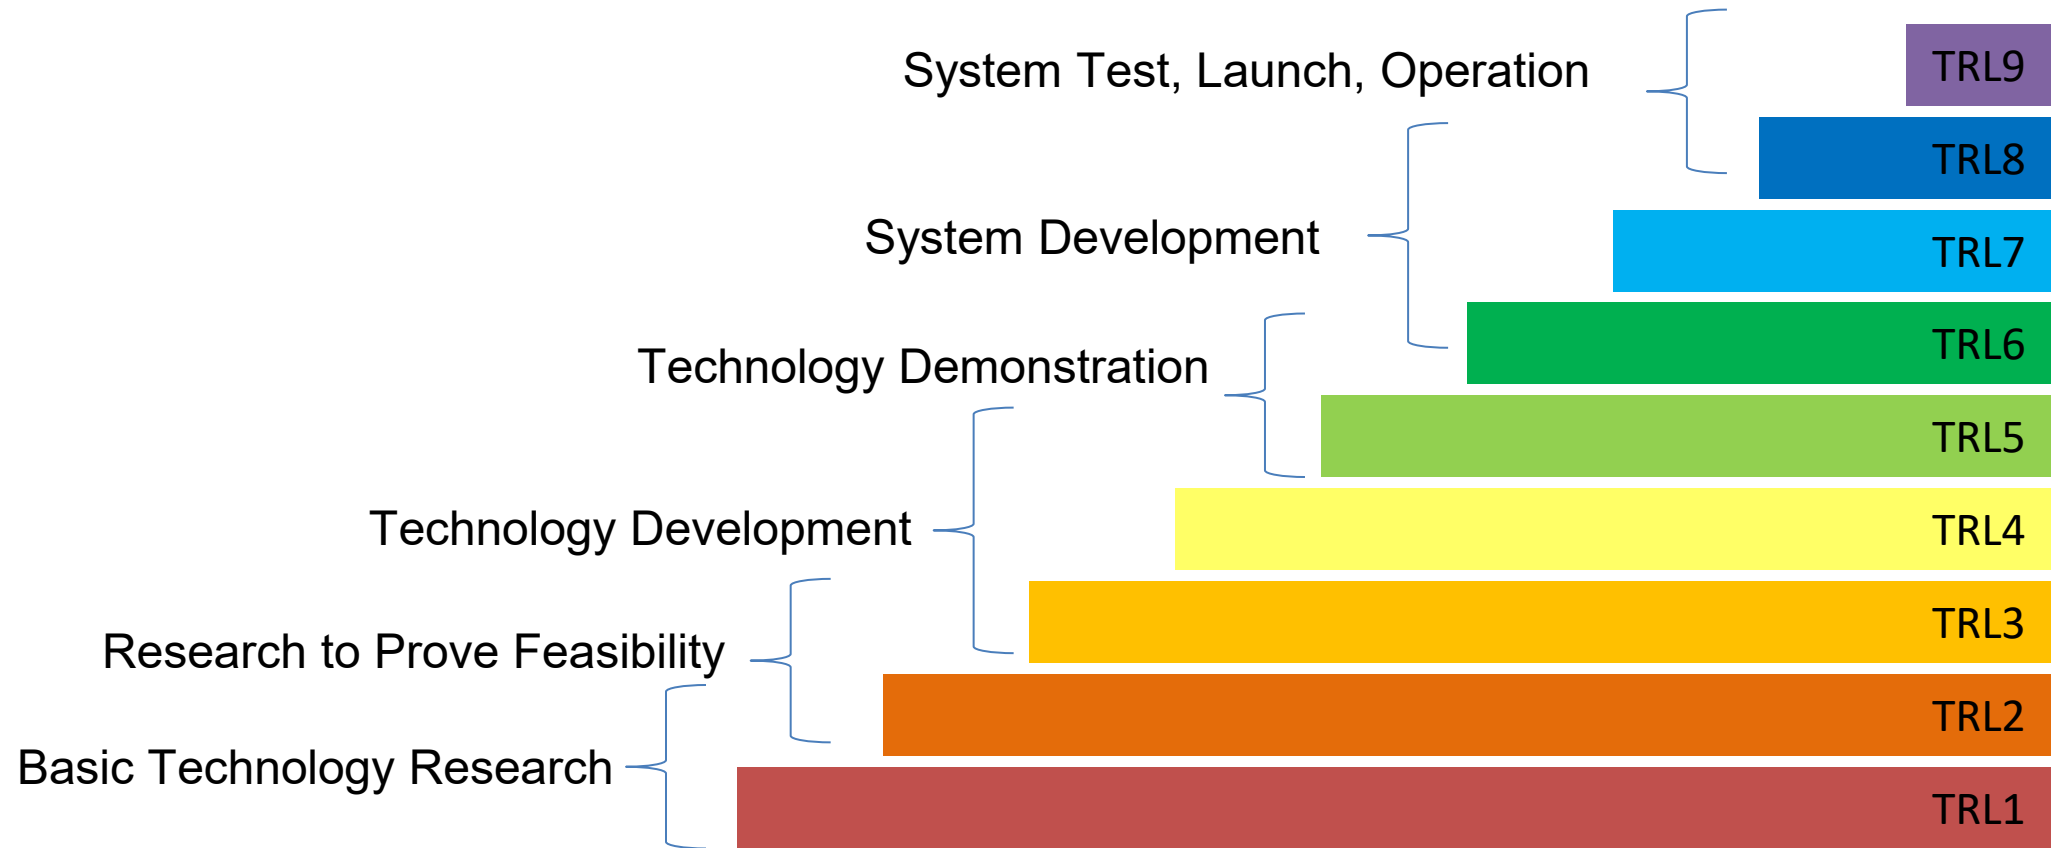 System Test, Launch, Operation
TRL9
TRL8
System Development
TRL7
TRL6
Technology Demonstration
TRL5
Technology Development
TRL4
TRL3
Research to Prove Feasibility
TRL2
Basic Technology Research
TRL1